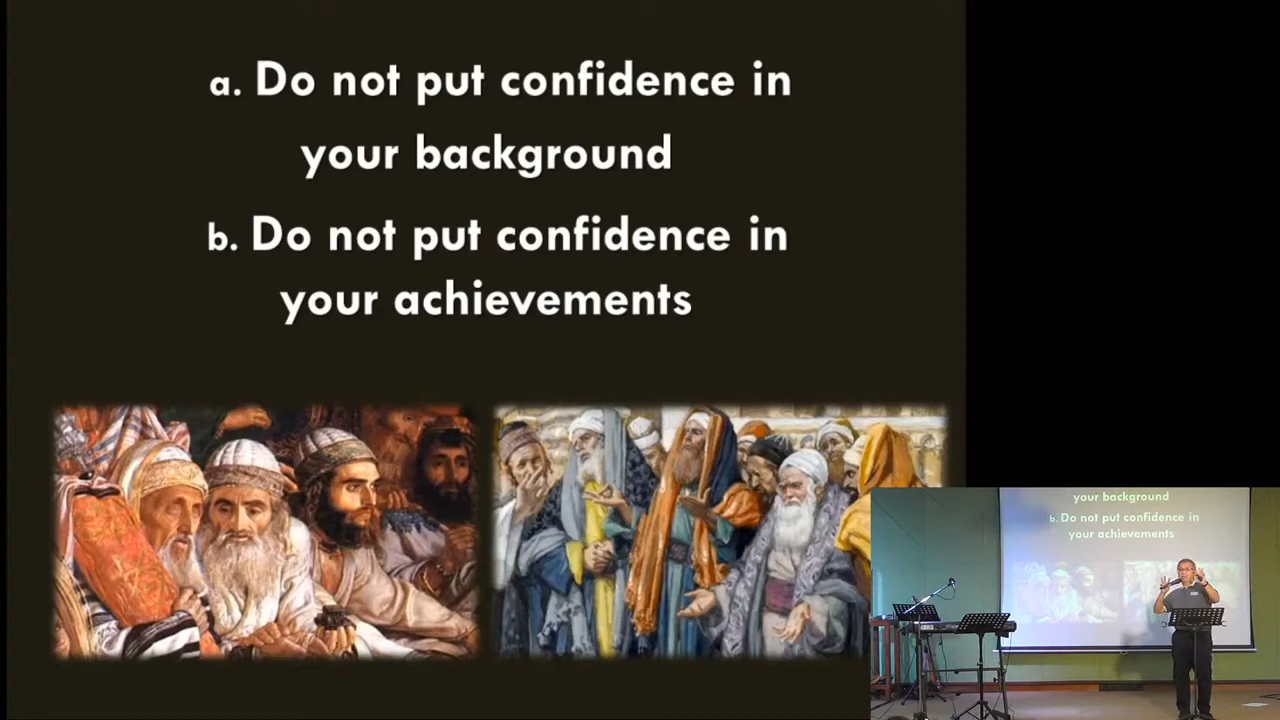 a. Do not put confidence in
your background
b. Do not put confidence in
your achievements
your background
b. Do not put confidence in
your achievements
KORG